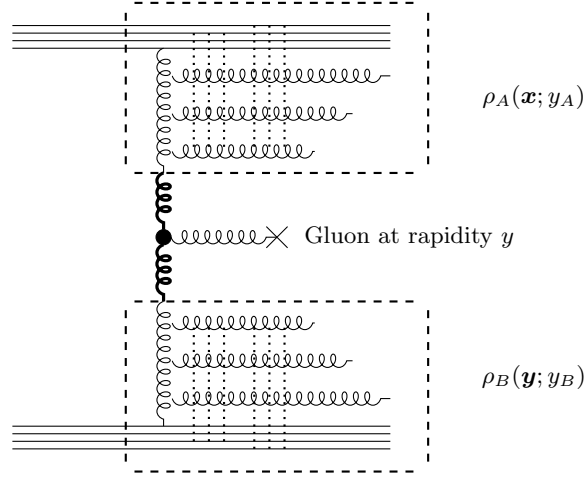 ρ_A(𝒙; y_A)
Gluon at rapidity y
ρ_B(𝒚; y_B)